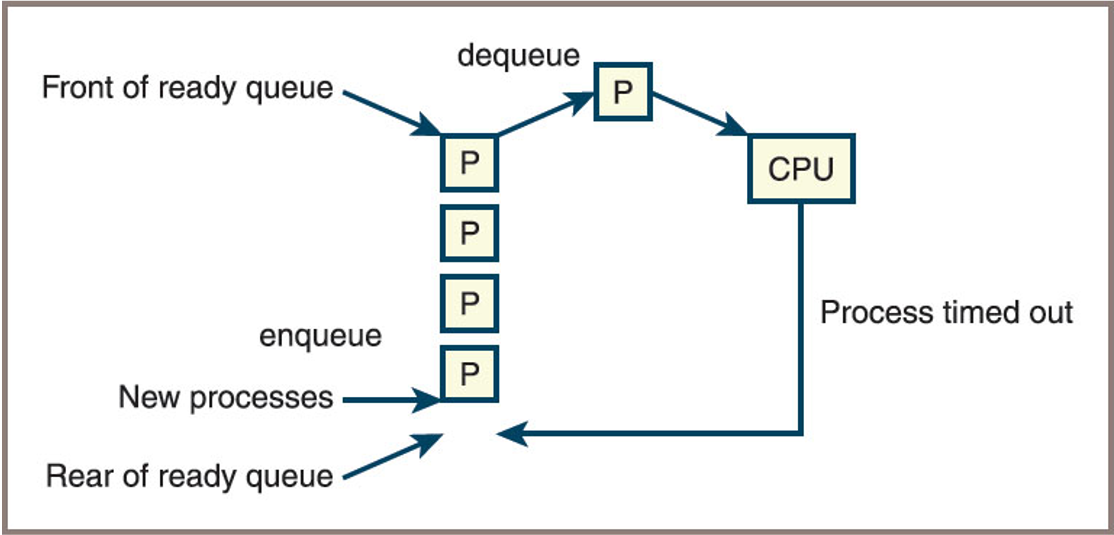 dequeue
Front of ready queue
P
CPU
P
P
P
P
Process timed out
enqueue
New processes
Rear of ready queue